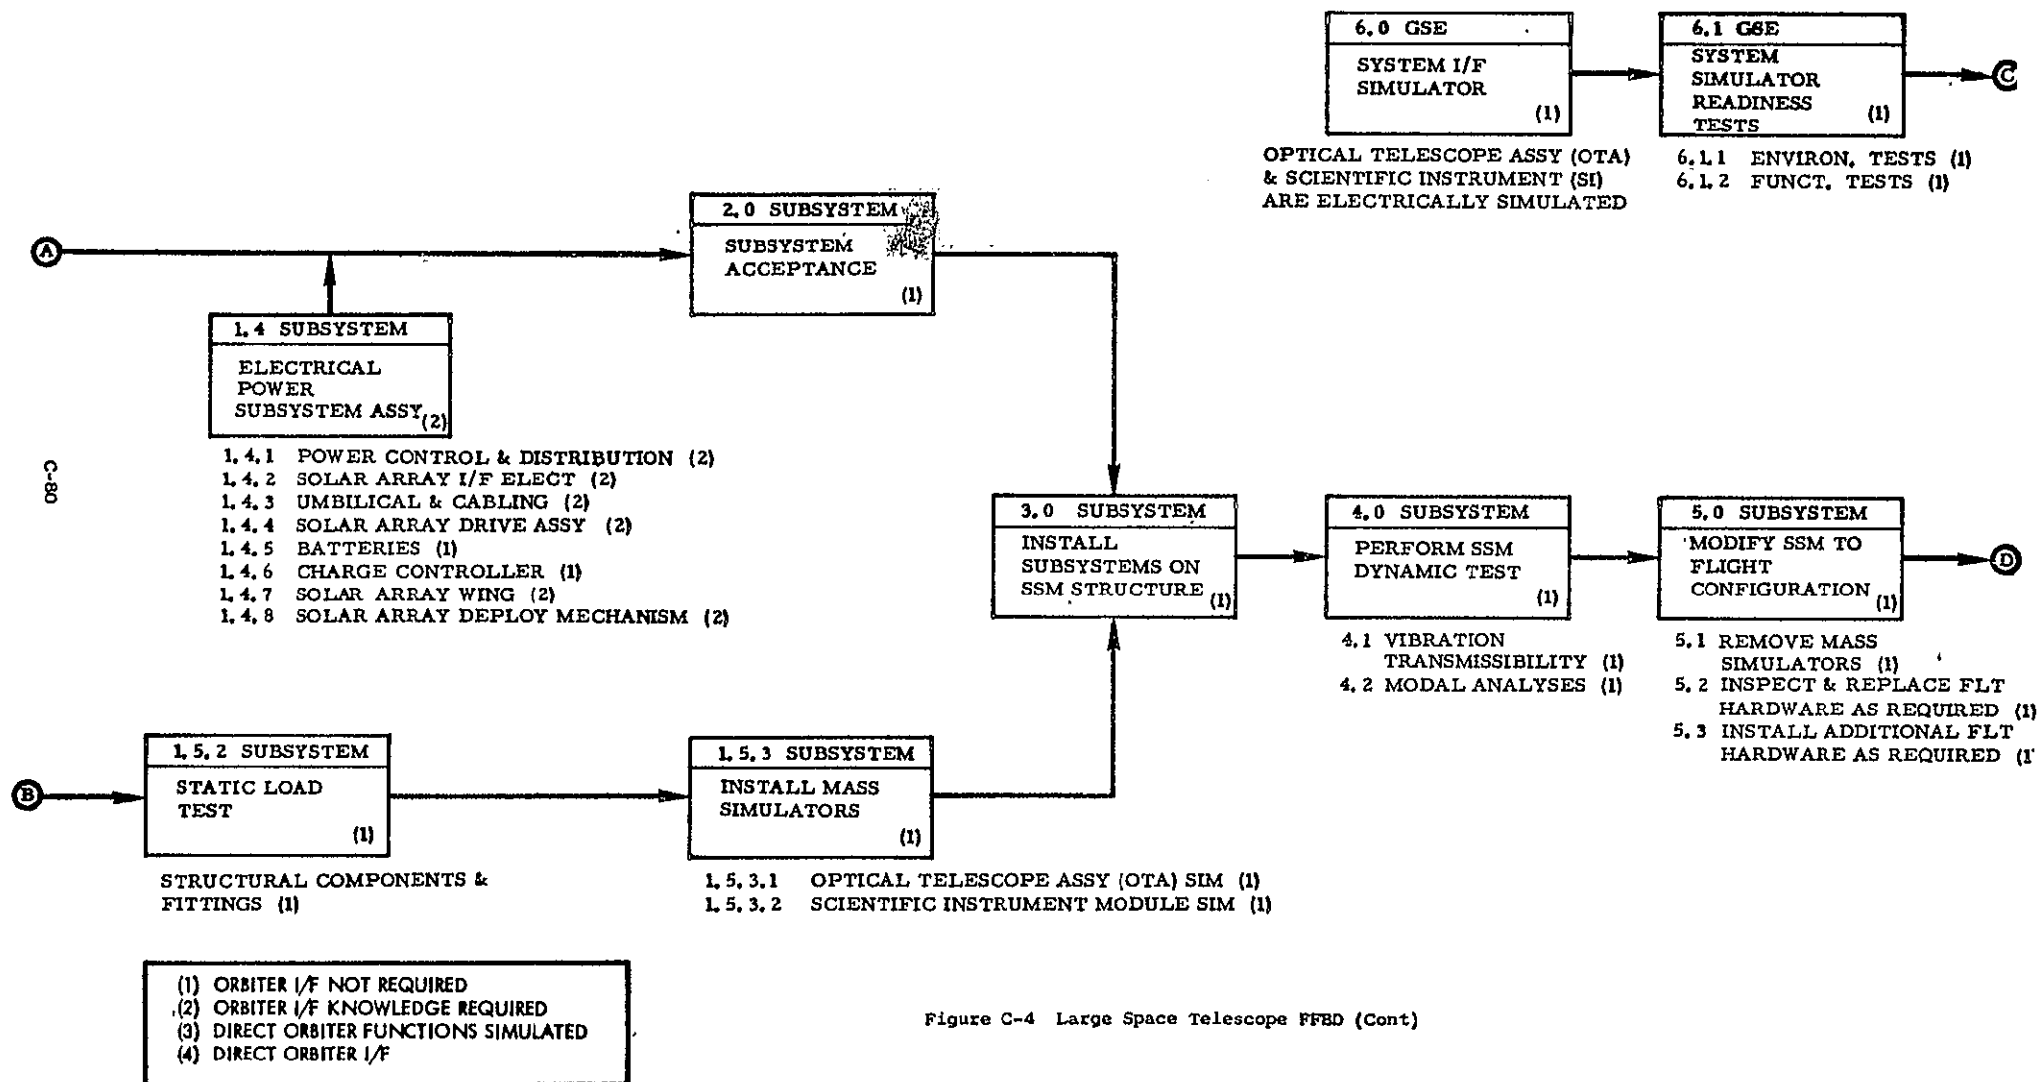 6.0 GSE
SYSTEM I/F
SIMULATOR
(1)
OPTICAL TELESCOPE ASSY (OTA)
& SCIENTIFIC INSTRUMENT (SI)
ARE ELECTRICALLY SIMULATED
6.1 GSE
SYSTEM
SIMULATOR
READINESS
TESTS
(1)
6.1.1 ENVIRON. TESTS (1)
6.1.2 FUNCT. TESTS (1)
C
A
2.0 SUBSYSTEM
SUBSYSTEM
ACCEPTANCE
(1)
1.4 SUBSYSTEM
ELECTRICAL
POWER
SUBSYSTEM ASSY
(2)
1.4.1 POWER CONTROL & DISTRIBUTION (2)
1.4.2 SOLAR ARRAY I/F ELECT (2)
1.4.3 UMBILICAL & CABLING (2)
1.4.4 SOLAR ARRAY DRIVE ASSY (2)
1.4.5 BATTERIES (1)
1.4.6 CHARGE CONTROLLER (1)
1.4.7 SOLAR ARRAY WING (2)
1.4.8 SOLAR ARRAY DEPLOY MECHANISM (2)
C-80
3.0 SUBSYSTEM
INSTALL
SUBSYSTEMS ON
SSM STRUCTURE
(1)
4.0 SUBSYSTEM
PERFORM SSM
DYNAMIC TEST
(1)
4.1 VIBRATION
TRANSMISSIBILITY (1)
4.2 MODAL ANALYSES (1)
5.0 SUBSYSTEM
MODIFY SSM TO
FLIGHT
CONFIGURATION
(1)
5.1 REMOVE MASS
SIMULATORS (1)
5.2 INSPECT & REPLACE FLT
HARDWARE AS REQUIRED (1)
5.3 INSTALL ADDITIONAL FLT
HARDWARE AS REQUIRED (1
D
B
1.5.2 SUBSYSTEM
STATIC LOAD
TEST
(1)
STRUCTURAL COMPONENTS &
FITTINGS (1)
1.5.3 SUBSYSTEM
INSTALL MASS
SIMULATORS
(1)
1.5.3.1 OPTICAL TELESCOPE ASSY (OTA) SIM (1)
1.5.3.2 SCIENTIFIC INSTRUMENT MODULE SIM (1)
(1) ORBITER I/F NOT REQUIRED
(2) ORBITER I/F KNOWLEDGE REQUIRED
(3) DIRECT ORBITER FUNCTIONS SIMULATED
(4) DIRECT ORBITER I/F
Figure C-4 Large Space Telescope FFBD (Cont)